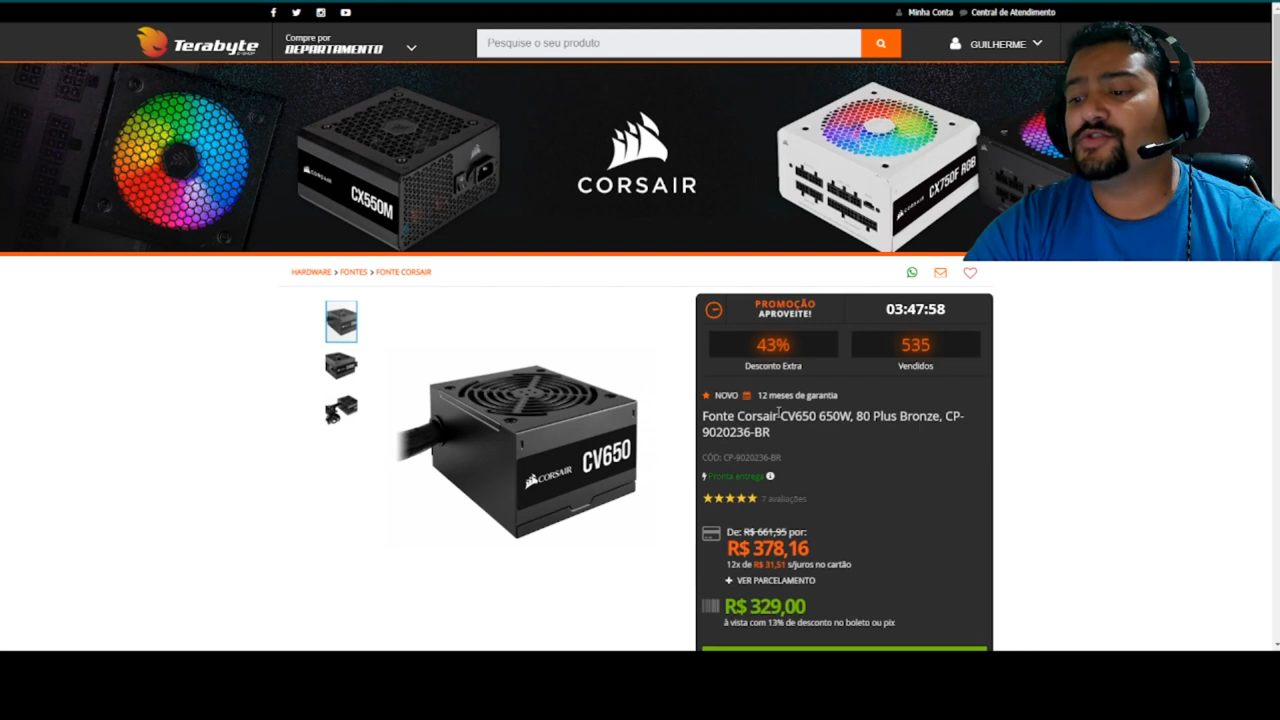 Minha Conta
Central de Atendimento
Terabyte
Compre por
DEPARTAMENTO
Pesquise o seu produto
GUILHERME
CX550M
CORSAIR
CX750F RGB
CORSAIR
HARDWARE > FONTES > FONTE CORSAIR
PROMOÇÃO
APROVEITE!
03:47:58
43%
Desconto Extra
535
Vendidos
NOVO
12 meses de garantia
Fonte Corsair CV650 650W, 80 Plus Bronze, CP-
9020236-BR
CÓD: CP-9020236-BR
Pronta entrega
7 avaliações
CORSAIR
CV650
De: R$ 661,95 por:
R$ 378,16
12x de R$ 31,51 s/juros no cartão
+ VER PARCELAMENTO
R$ 329,00
à vista com 13% de desconto no boleto ou pix